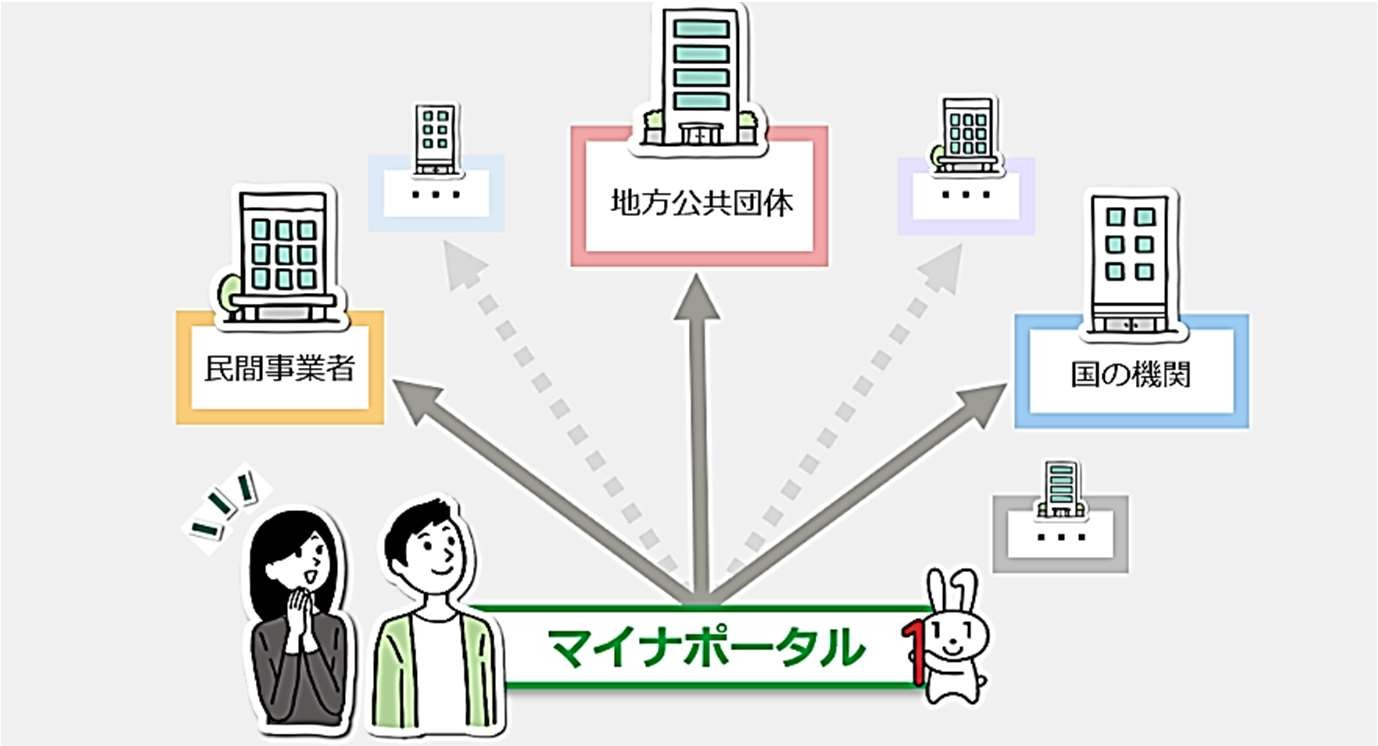 地方公共団体
・・・
・・・
民間事業者
国の機関
・・・
マイナポータル
1